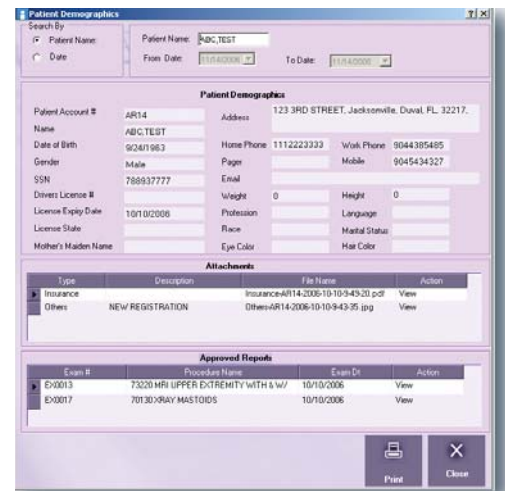 Patient Demographics
Search By
Patient Name
Date
Patient Name: ABC,TEST
From Date: 11/14/2006 To Date: 11/14/2006
Patient Demographics
Patient Account # AR14 Address 123 3RD STREET, Jacksonville, Duval, FL, 32217,
Name ABC,TEST
Date of Birth 9/24/1963 Home Phone 1112223333 Work Phone 9044385485
Gender Male Pager Mobile 9045434327
SSN 788937777 Email
Drivers License # Weight 0 Height 0
License Expiry Date 10/10/2006 Profession Language
License State Race Marital Status
Mother's Maiden Name Eye Color Hair Color
Attachments
Type Description File Name Action
Insurance Insurance-AR14-2006-10-10-9-49-20.pdf View
Others NEW REGISTRATION Others-AR14-2006-10-10-9-43-35.jpg View
Approved Reports
Exam # Procedure Name Exam Dt Action
EX0013 73220 MRI UPPER EXTREMITY WITH & W/ 10/10/2006 View
EX0017 70130 XRAY MASTOIDS 10/10/2006 View
Print Close